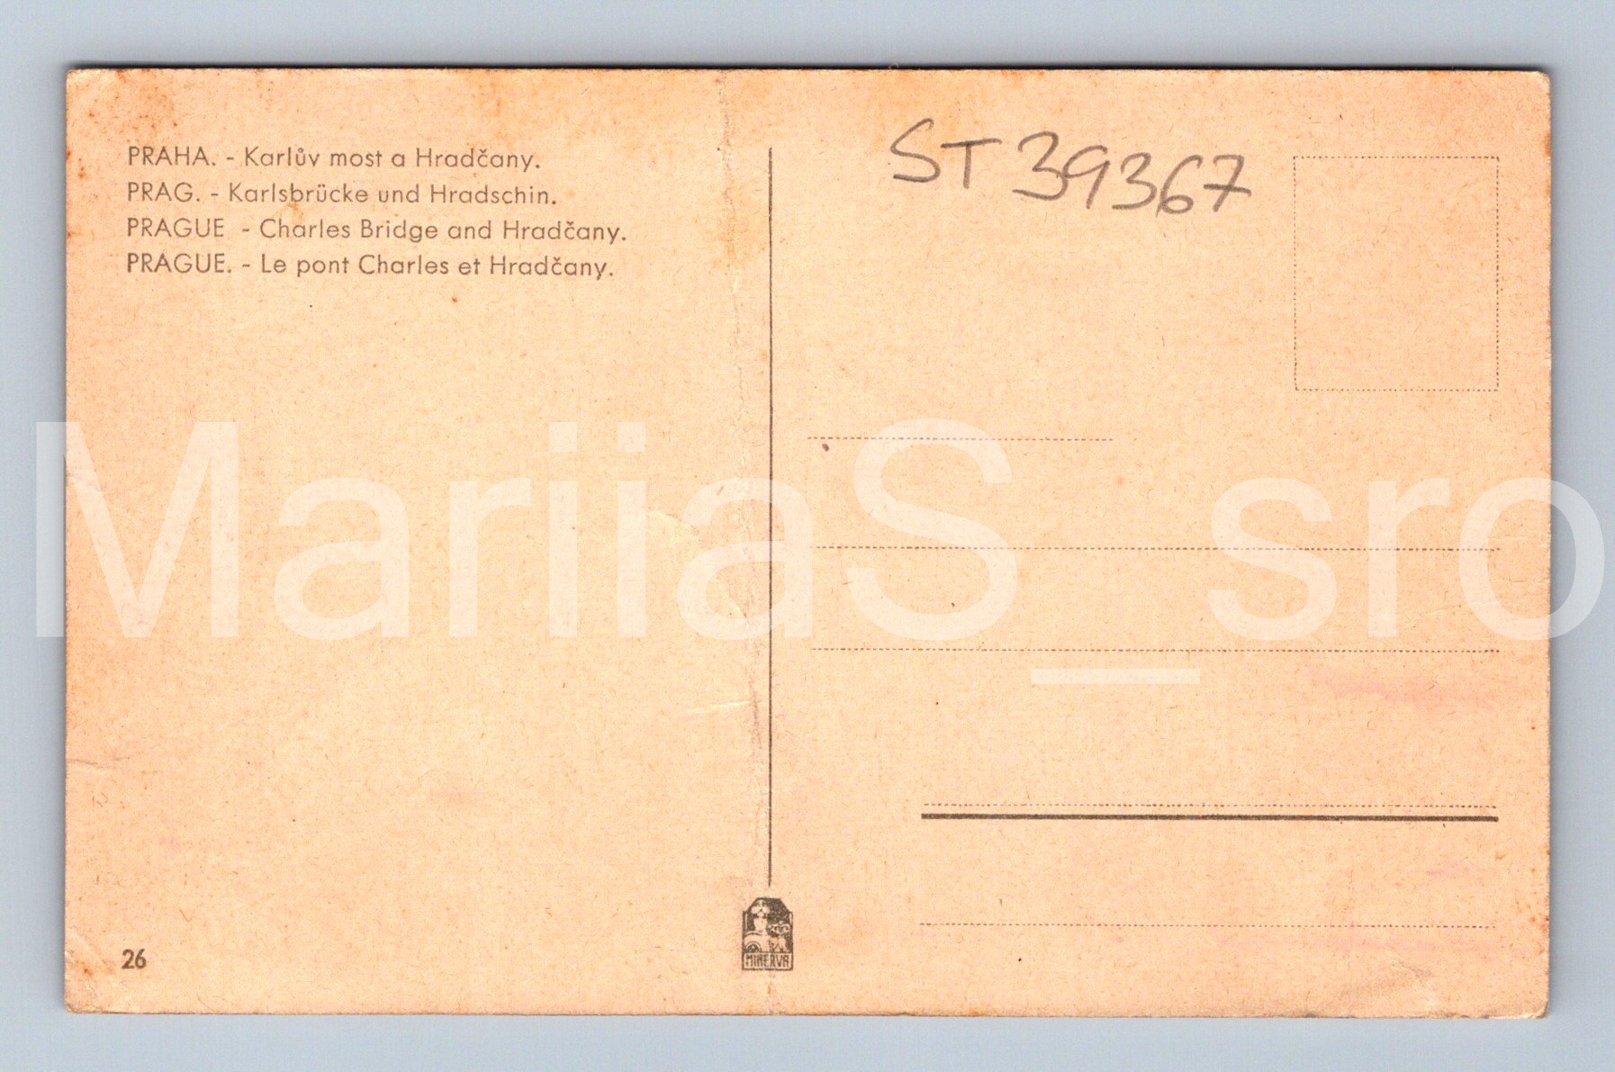 PRAHA. - Karlův most a Hradčany.
PRAG. - Karlsbrücke und Hradschin.
PRAGUE - Charles Bridge and Hradčany.
PRAGUE. - Le pont Charles et Hradčany.
ST 39367
MariiaS_sro
26
MINERVA